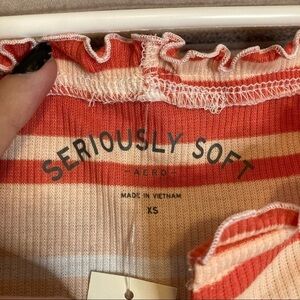 SERIOUSLY SOFT
-AERO-
MADE IN VIETNAM
XS